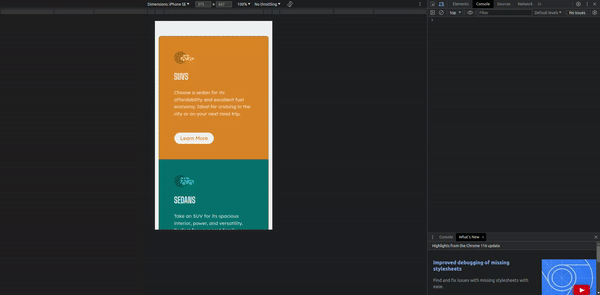 Dimensions: iPhone SE ▾ 375 × 667 100% ▾ No throttling ▾
Elements Console Sources Network
top ▾ Filter Default levels ▾ No Issues
SUVS
Choose a sedan for its
affordability and excellent fuel
economy. Ideal for cruising in the
city or on your next road trip.
Learn More
SEDANS
Take an SUV for its spacious
interior, power, and versatility.
Console What's New ×
Highlights from the Chrome 116 update
Improved debugging of missing
stylesheets
Find and fix issues with missing stylesheets with
ease.